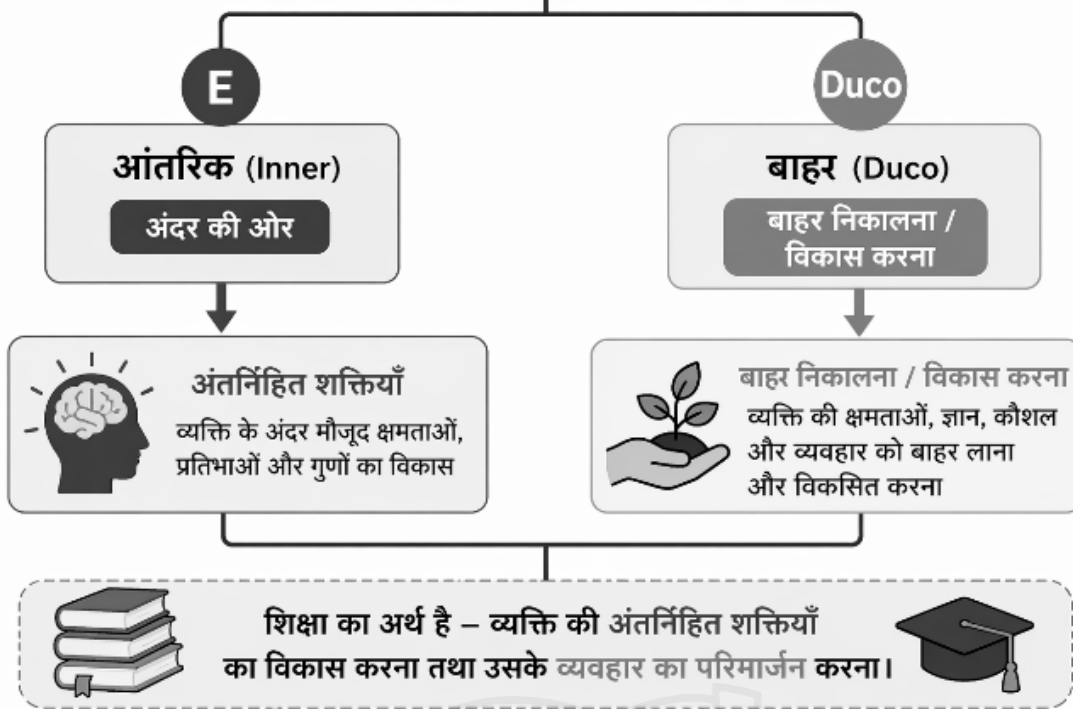 E
आंतरिक (Inner)
अंदर की ओर
अंतर्निहित शक्तियाँ
व्यक्ति के अंदर मौजूद क्षमताओं,
प्रतिभाओं और गुणों का विकास
Duco
बाहर (Duco)
बाहर निकालना /
विकास करना
बाहर निकालना / विकास करना
व्यक्ति की क्षमताओं, ज्ञान, कौशल
और व्यवहार को बाहर लाना
और विकसित करना
शिक्षा का अर्थ है – व्यक्ति की अंतर्निहित शक्तियाँ
का विकास करना तथा उसके व्यवहार का परिमार्जन करना।